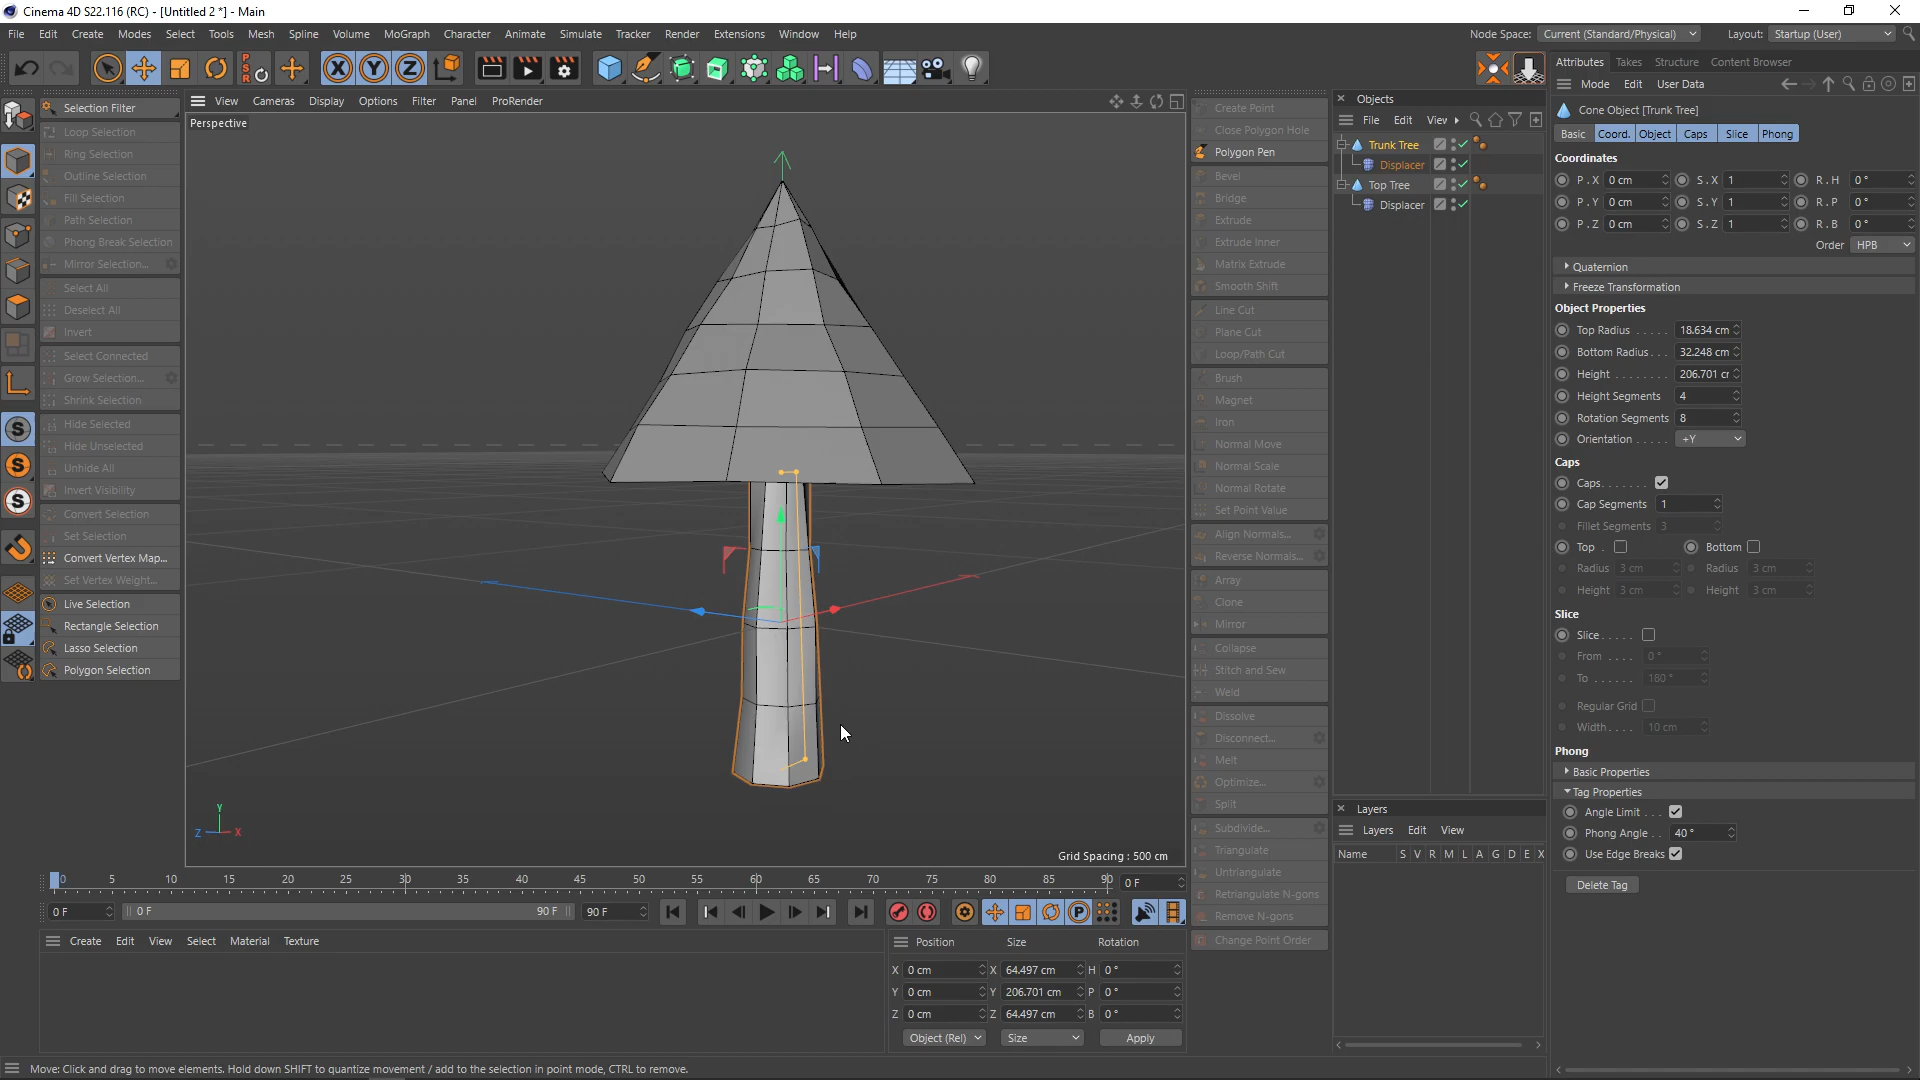 Cinema 4D S22.116 (RC) - [Untitled 2 *] - Main
File Edit Create Modes Select Tools Mesh Spline Volume MoGraph Character Animate Simulate Tracker Render Extensions Window Help
Node Space: Current (Standard/Physical) Layout: Startup (User)
PSR X Y Z
Attributes Takes Structure Content Browser
Mode Edit User Data
Selection Filter
Loop Selection
Ring Selection
Outline Selection
Fill Selection
Path Selection
Phong Break Selection
Mirror Selection...
Select All
Deselect All
Invert
Select Connected
Grow Selection...
Shrink Selection
Hide Selected
Hide Unselected
Unhide All
Invert Visibility
Convert Selection
Set Selection
Convert Vertex Map...
Set Vertex Weight...
Live Selection
Rectangle Selection
Lasso Selection
Polygon Selection
S
S
S
View Cameras Display Options Filter Panel ProRender
Perspective
Y
Z X
Grid Spacing : 500 cm
Create Point
Close Polygon Hole
Polygon Pen
Bevel
Bridge
Extrude
Extrude Inner
Matrix Extrude
Smooth Shift
Line Cut
Plane Cut
Loop/Path Cut
Brush
Magnet
Iron
Normal Move
Normal Scale
Normal Rotate
Set Point Value
Align Normals...
Reverse Normals...
Array
Clone
Mirror
Collapse
Stitch and Sew
Weld
Dissolve
Disconnect...
Melt
Optimize...
Split
Subdivide...
Triangulate
Untriangulate
Retriangulate N-gons
Remove N-gons
Change Point Order
Objects
File Edit View
Trunk Tree
Displacer
Top Tree
Displacer
Layers
Layers Edit View
Name S V R M L A G D E X
Cone Object [Trunk Tree]
Basic Coord. Object Caps Slice Phong
Coordinates
P . X 0 cm S . X 1 R . H 0 °
P . Y 0 cm S . Y 1 R . P 0 °
P . Z 0 cm S . Z 1 R . B 0 °
Order HPB
Quaternion
Freeze Transformation
Object Properties
Top Radius . . . . . 18.634 cm
Bottom Radius . . . 32.248 cm
Height . . . . . . . . 206.701 cr
Height Segments 4
Rotation Segments 8
Orientation . . . . . +Y
Caps
Caps. . . . . . .
Cap Segments 1
Fillet Segments 3
Top . Bottom
Radius 3 cm Radius 3 cm
Height 3 cm Height 3 cm
Slice
Slice . . . . .
From . . . . 0 °
To . . . . . . 180 °
Regular Grid
Width. . . . 10 cm
Phong
Basic Properties
Tag Properties
Angle Limit . . .
Phong Angle . . 40 °
Use Edge Breaks
Delete Tag
0 5 10 15 20 25 30 35 40 45 50 55 60 65 70 75 80 85 90 0 F
0 F 0 F 90 F 90 F P
Create Edit View Select Material Texture
Position Size Rotation
X 0 cm X 64.497 cm H 0 °
Y 0 cm Y 206.701 cm P 0 °
Z 0 cm Z 64.497 cm B 0 °
Object (Rel) Size Apply
Move: Click and drag to move elements. Hold down SHIFT to quantize movement / add to the selection in point mode, CTRL to remove.